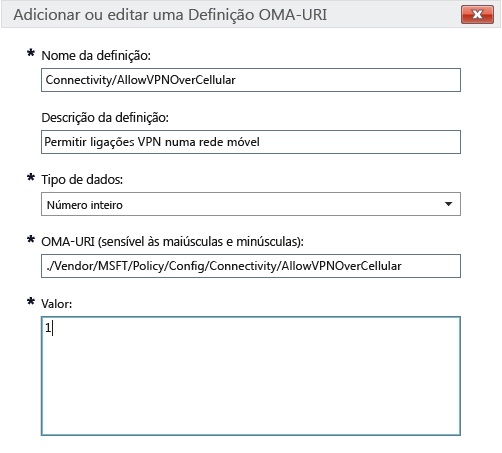 Adicionar ou editar uma Definição OMA-URI
* Nome da definição:
Connectivity/AllowVPNOverCellular
Descrição da definição:
Permitir ligações VPN numa rede móvel
* Tipo de dados:
Número inteiro
* OMA-URI (sensível às maiúsculas e minúsculas):
./Vendor/MSFT/Policy/Config/Connectivity/AllowVPNOverCellular
* Valor:
1